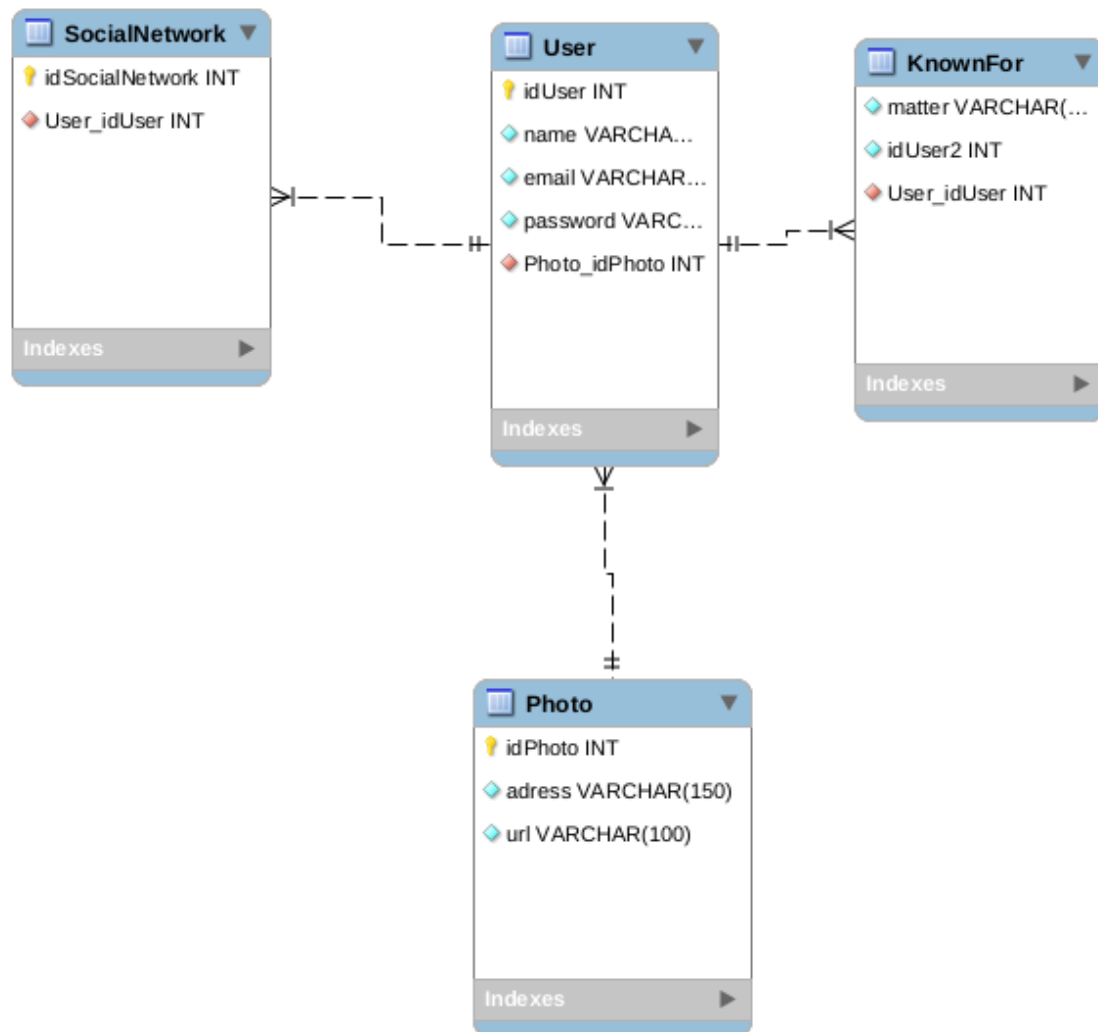 SocialNetwork
idSocialNetwork INT
User_idUser INT
Indexes
User
idUser INT
name VARCHA...
email VARCHAR...
password VARC...
Photo_idPhoto INT
Indexes
KnownFor
matter VARCHAR(...
idUser2 INT
User_idUser INT
Indexes
Photo
idPhoto INT
adress VARCHAR(150)
url VARCHAR(100)
Indexes